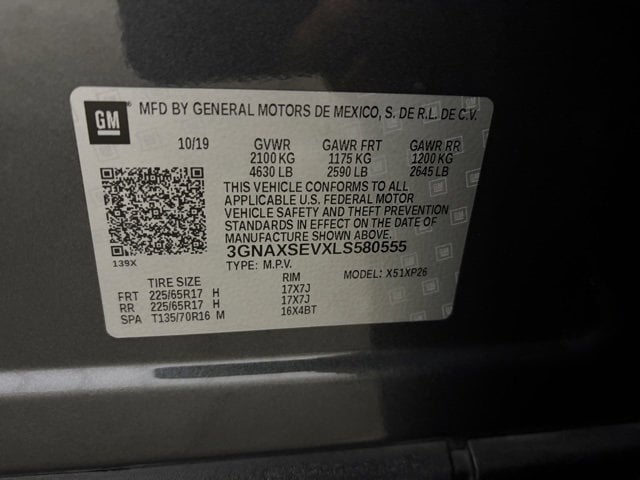 GM® MFD BY GENERAL MOTORS DE MEXICO, S. DE R.L. DE C.V.
10/19 GVWR GAWR FRT GAWR RR
2100 KG 1175 KG 1200 KG
4630 LB 2590 LB 2645 LB
THIS VEHICLE CONFORMS TO ALL
APPLICABLE U.S. FEDERAL MOTOR
VEHICLE SAFETY AND THEFT PREVENTION
STANDARDS IN EFFECT ON THE DATE OF
MANUFACTURE SHOWN ABOVE.
3GNAXSEVXLS580555
139X TYPE: M.P.V. MODEL: X51XP26
TIRE SIZE RIM
FRT 225/65R17 H 17X7J
RR 225/65R17 H 17X7J
SPA T135/70R16 M 16X4BT